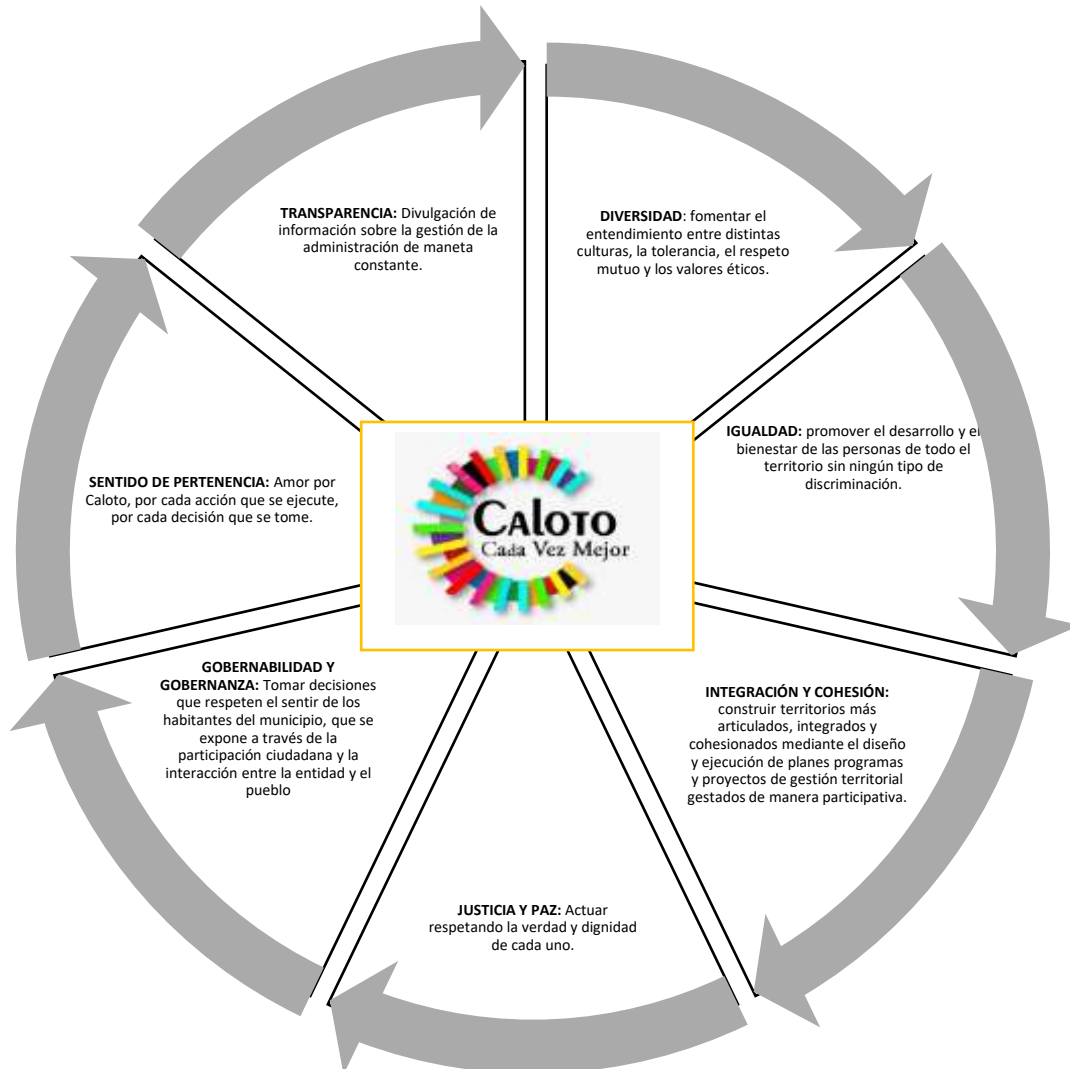 TRANSPARENCIA: Divulgación de
información sobre la gestión de la
administración de maneta
constante.
DIVERSIDAD: fomentar el
entendimiento entre distintas
culturas, la tolerancia, el respeto
mutuo y los valores éticos.
IGUALDAD: promover el desarrollo y el
bienestar de las personas de todo el
territorio sin ningún tipo de
discriminación.
SENTIDO DE PERTENENCIA: Amor por
Caloto, por cada acción que se ejecute,
por cada decisión que se tome.
CALOTO
Cada Vez Mejor
GOBERNABILIDAD Y
GOBERNANZA: Tomar decisiones
que respeten el sentir de los
habitantes del municipio, que se
expone a través de la
participación ciudadana y la
interacción entre la entidad y el
pueblo
INTEGRACIÓN Y COHESIÓN:
construir territorios más
articulados, integrados y
cohesionados mediante el diseño
y ejecución de planes programas
y proyectos de gestión territorial
gestados de manera participativa.
JUSTICIA Y PAZ: Actuar
respetando la verdad y dignidad
de cada uno.